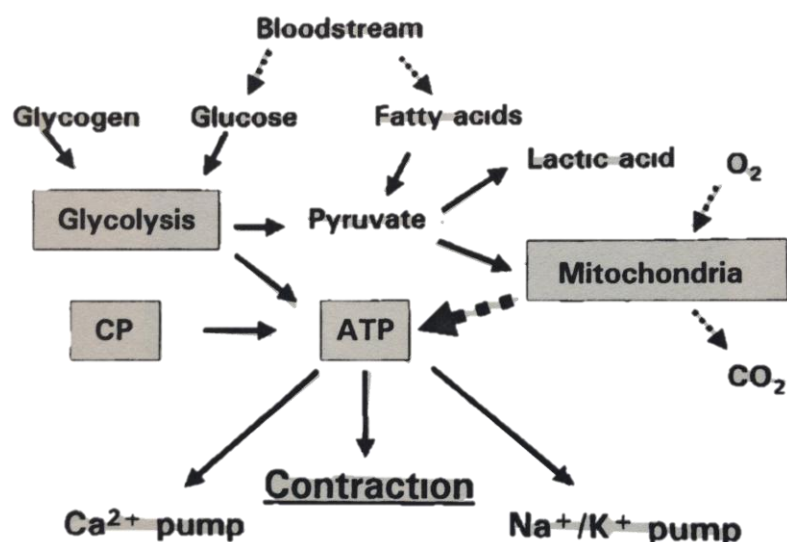 Bloodstream
Glycogen
Glucose
Fatty acids
Lactic acid
O₂
Glycolysis
Pyruvate
Mitochondria
CP
ATP
CO₂
Contraction
Ca²⁺ pump
Na⁺/K⁺ pump